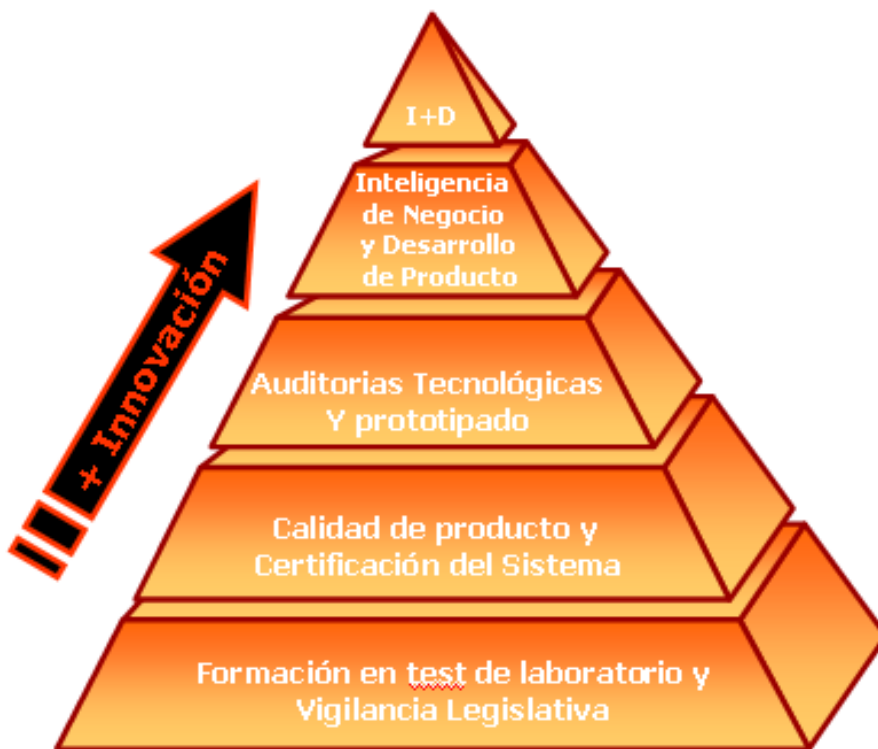 I+D
Inteligencia
de Negocio
y Desarrollo
de Producto
+ Innovación
Auditorias Tecnológicas
Y prototipado
Calidad de producto y
Certificación del Sistema
Formación en test de laboratorio y
Vigilancia Legislativa